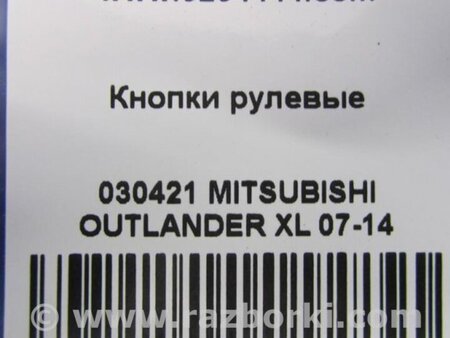 Кнопки рулевые
030421 MITSUBISHI
OUTLANDER XL 07-14
© www.razborki.com